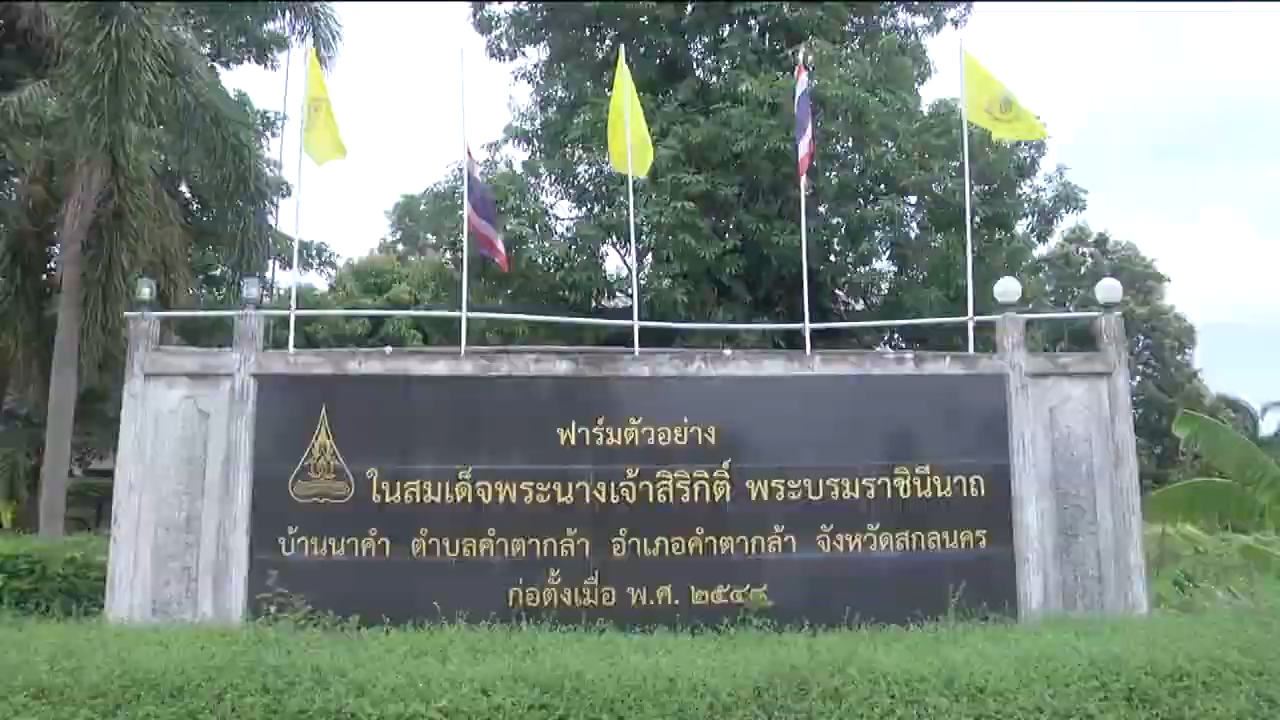 ฟาร์มตัวอย่าง
ในสมเด็จพระนางเจ้าสิริกิติ์ พระบรมราชินีนาถ
บ้านนาคำ ตำบลคำตากล้า อำเภอคำตากล้า จังหวัดสกลนคร
ก่อตั้งเมื่อ พ.ศ. ๒๕๔๘